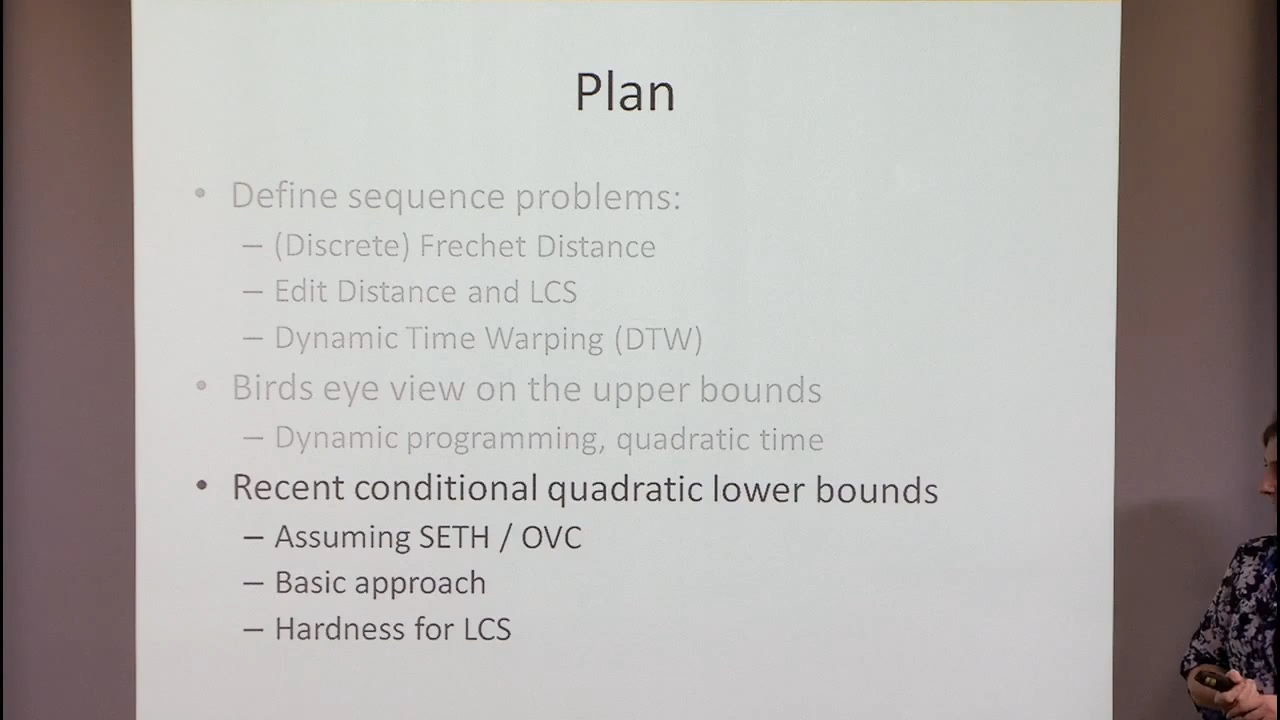 Plan
• Define sequence problems:
– (Discrete) Frechet Distance
– Edit Distance and LCS
– Dynamic Time Warping (DTW)
• Birds eye view on the upper bounds
– Dynamic programming, quadratic time
• Recent conditional quadratic lower bounds
– Assuming SETH / OVC
– Basic approach
– Hardness for LCS